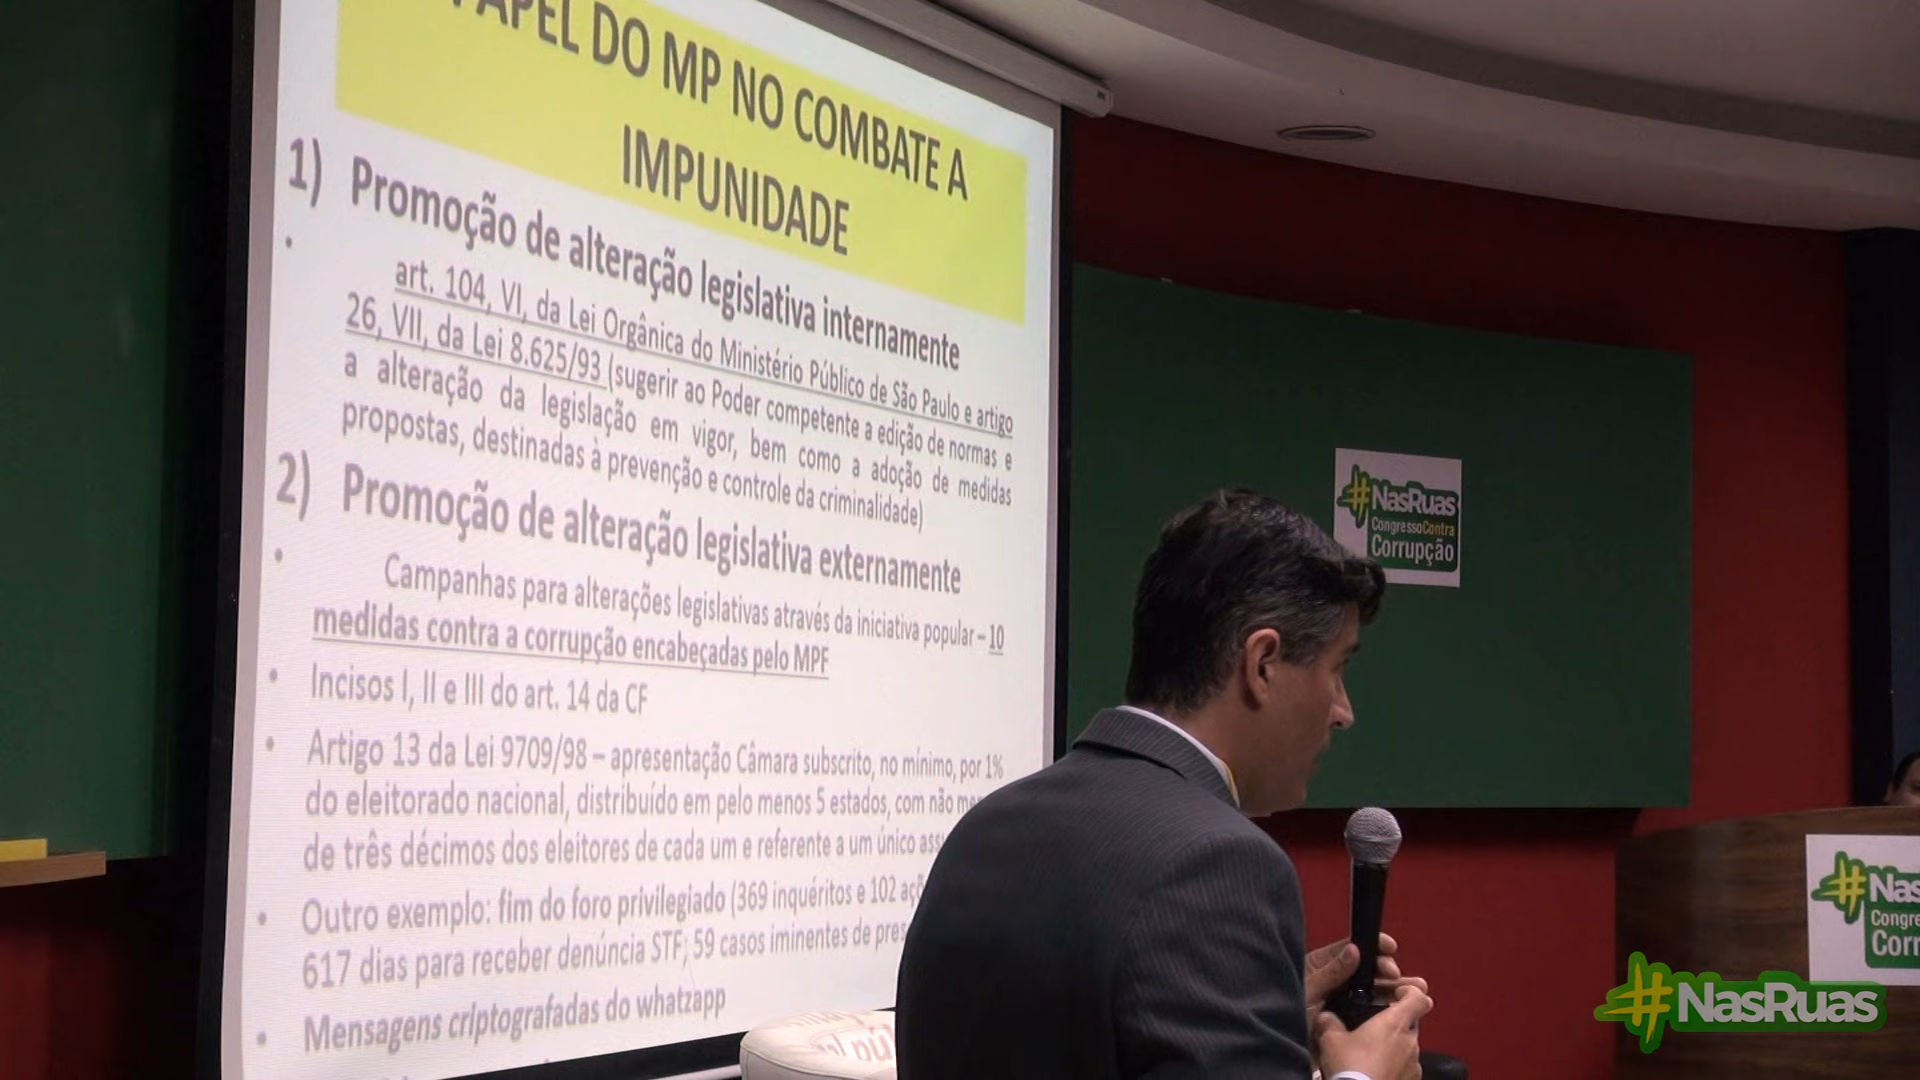 PAPEL DO MP NO COMBATE A
IMPUNIDADE
1) Promoção de alteração legislativa internamente
• art. 104, VI, da Lei Orgânica do Ministério Público de São Paulo e artigo
26, VII, da Lei 8.625/93 (sugerir ao Poder competente a edição de normas e
a alteração da legislação em vigor, bem como a adoção de medidas
propostas, destinadas à prevenção e controle da criminalidade)
2) Promoção de alteração legislativa externamente
• Campanhas para alterações legislativas através da iniciativa popular – 10
medidas contra a corrupção encabeçadas pelo MPF
• Incisos I, II e III do art. 14 da CF
• Artigo 13 da Lei 9709/98 – apresentação Câmara subscrito, no mínimo, por 1%
do eleitorado nacional, distribuído em pelo menos 5 estados, com não
de três décimos dos eleitores de cada um e referente a um único
• Outro exemplo: fim do foro privilegiado (369 inquéritos e 102
617 dias para receber denúncia STF; 59 casos iminentes de
• Mensagens criptografadas do whatzapp
#NasRuas
CongressoContra
Corrupção
#Nas
Congre
Corr
#NasRuas